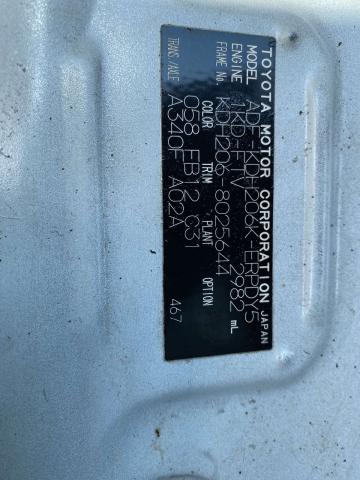 TOYOTA MOTOR CORPORATION JAPAN
MODEL ADF-KDH206K-ERPDY5
ENGINE 1KD-FTV 2982 mL
FRAME No. KDH206-8025644
COLOR TRIM PLANT OPTION
058 FB12 C31
TRANS/AXLE A340F A02A
467